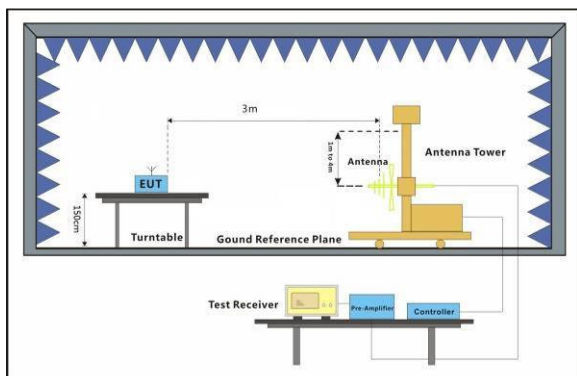 3m
1m to 4m
Antenna
Antenna Tower
EUT
150cm
Turntable
Gound Reference Plane
Test Receiver
Pre-Amplifier
Controller